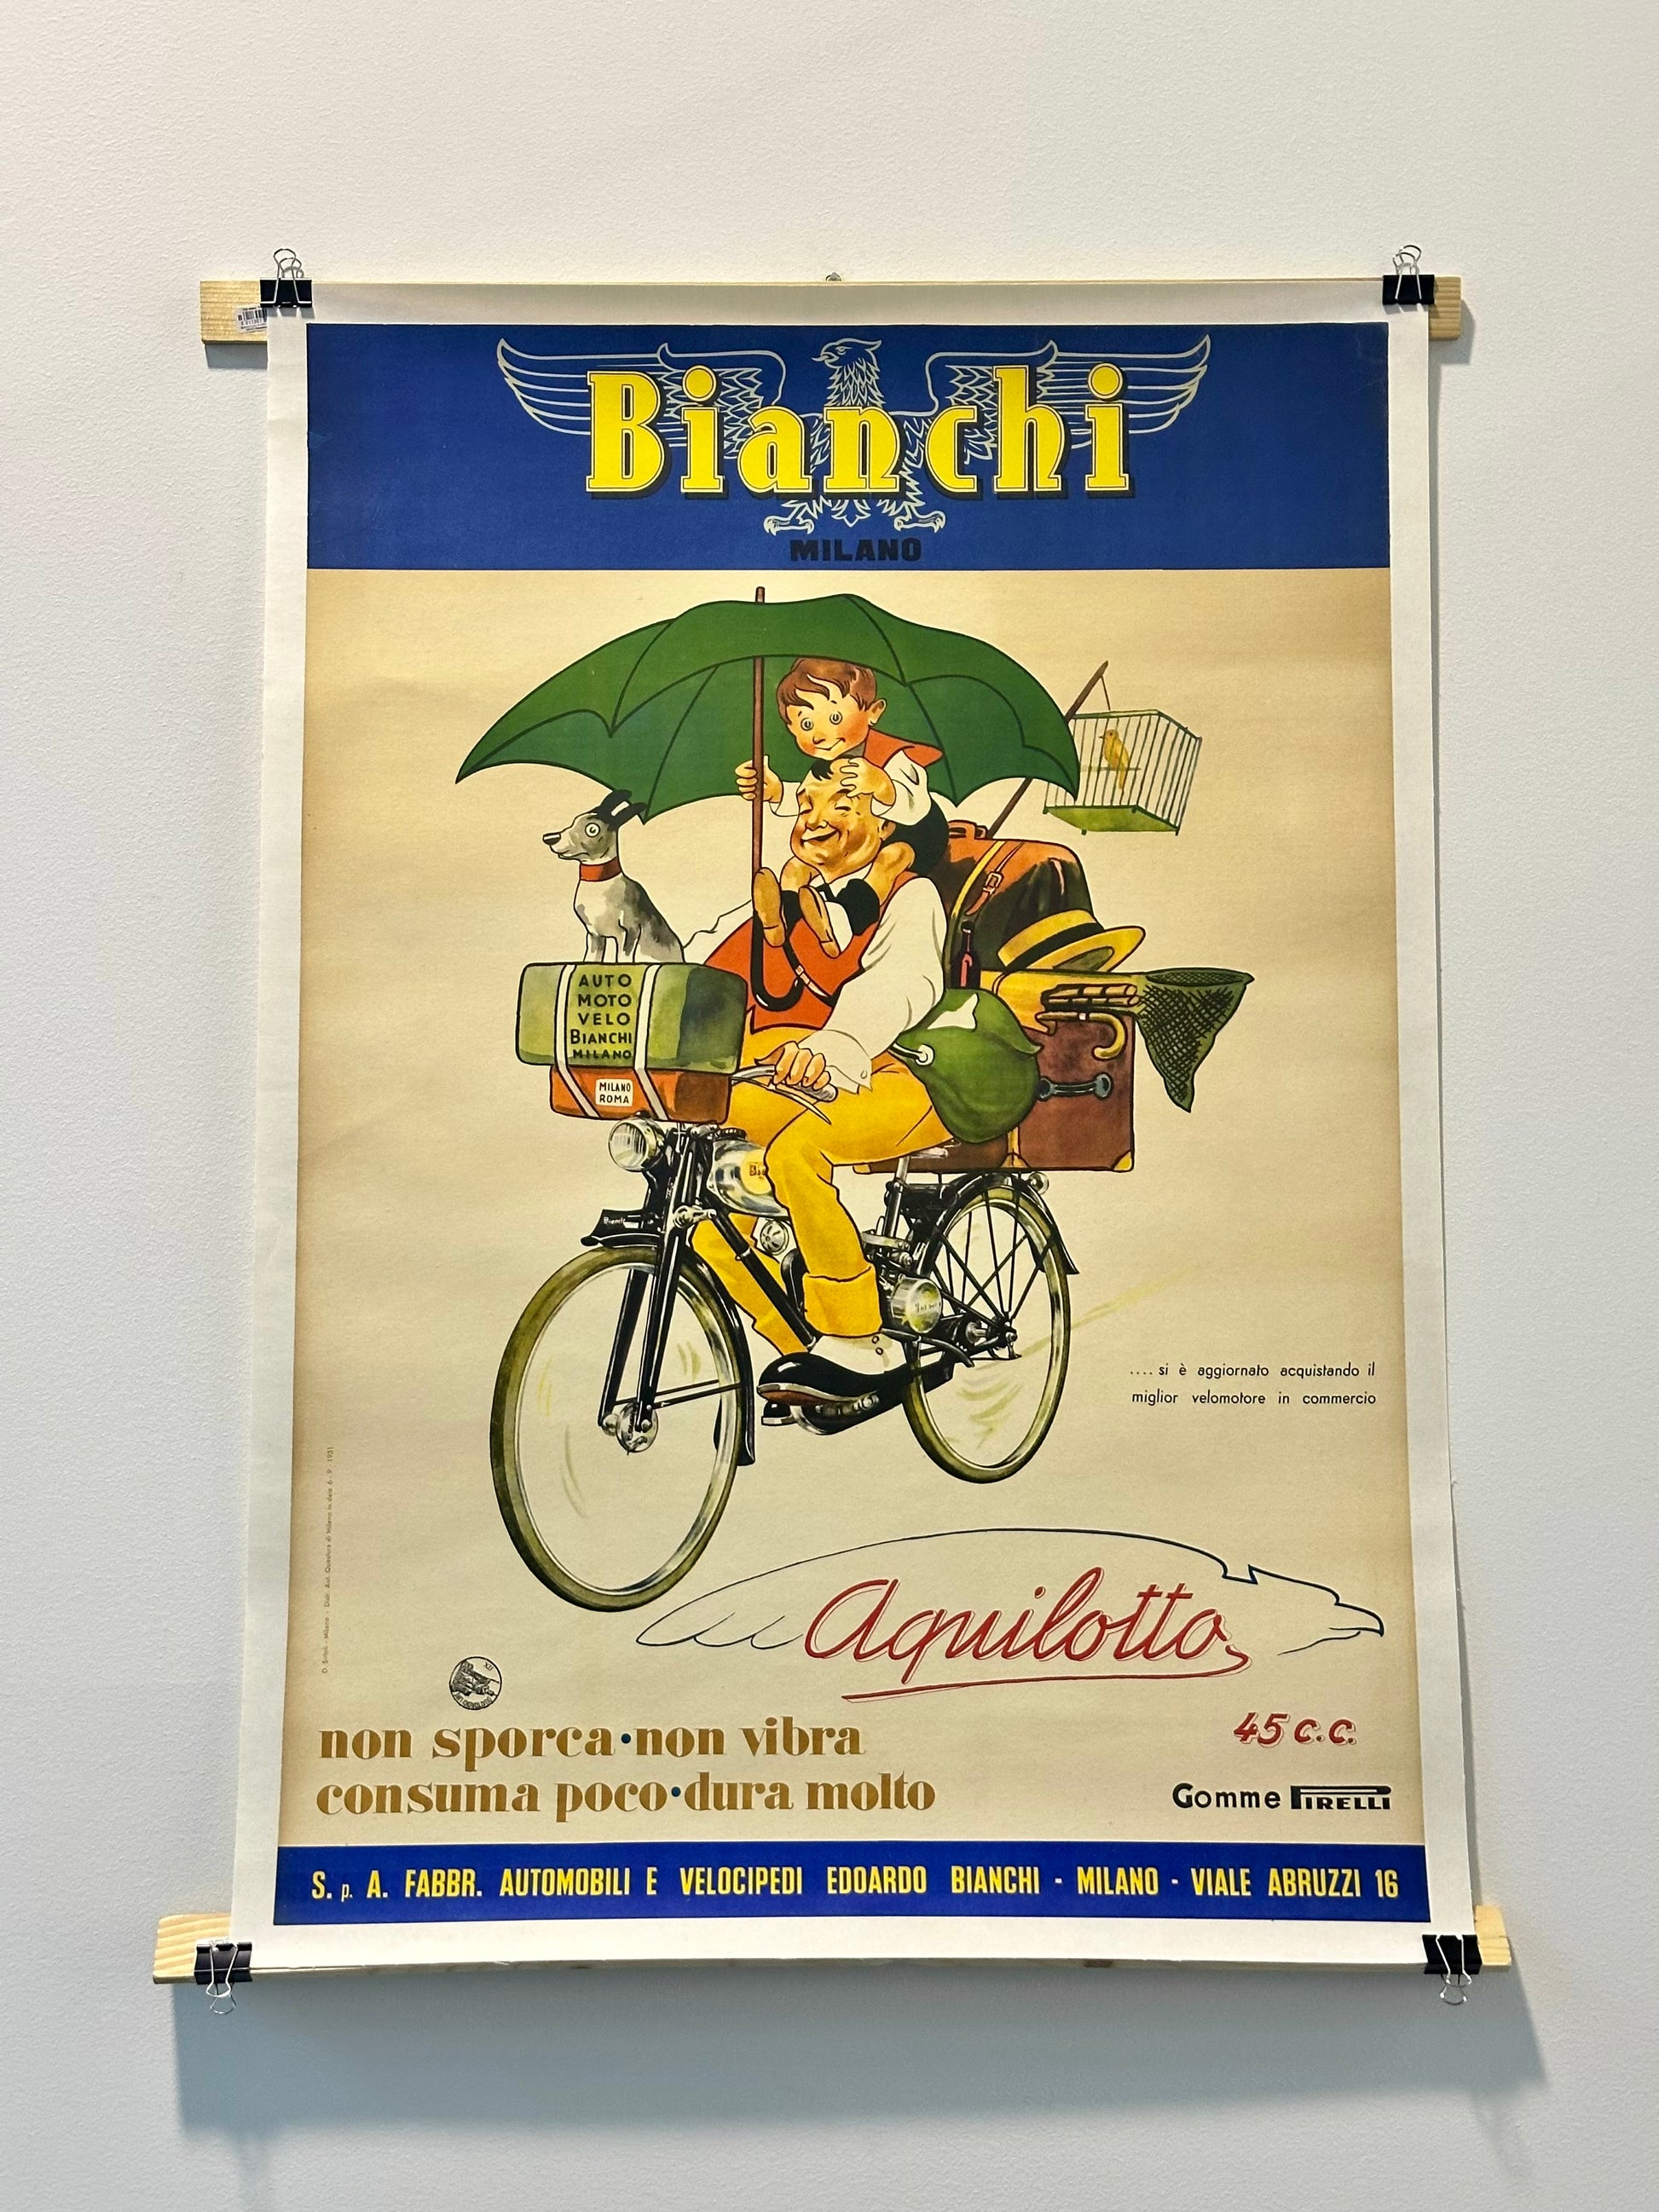 Bianchi
MILANO
AUTO
MOTO
VELO
BIANCHI
MILANO
MILANO
ROMA
Bianchi
.... si è aggiornato acquistando il
miglior velomotore in commercio
Aquilotto
45 c.c.
non sporca·non vibra
consuma poco·dura molto
Gomme PIRELLI
S. p. A. FABBR. AUTOMOBILI E VELOCIPEDI EDOARDO BIANCHI - MILANO - VIALE ABRUZZI 16